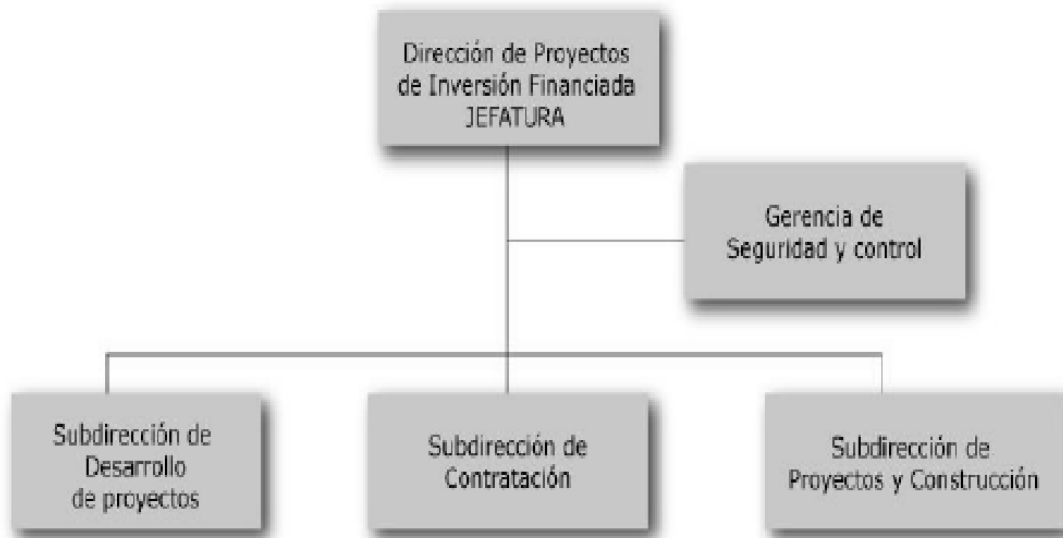 Dirección de Proyectos
de Inversión Financiada
JEFATURA
Gerencia de
Seguridad y control
Subdirección de
Desarrollo
de proyectos
Subdirección de
Contratación
Subdirección de
Proyectos y Construcción